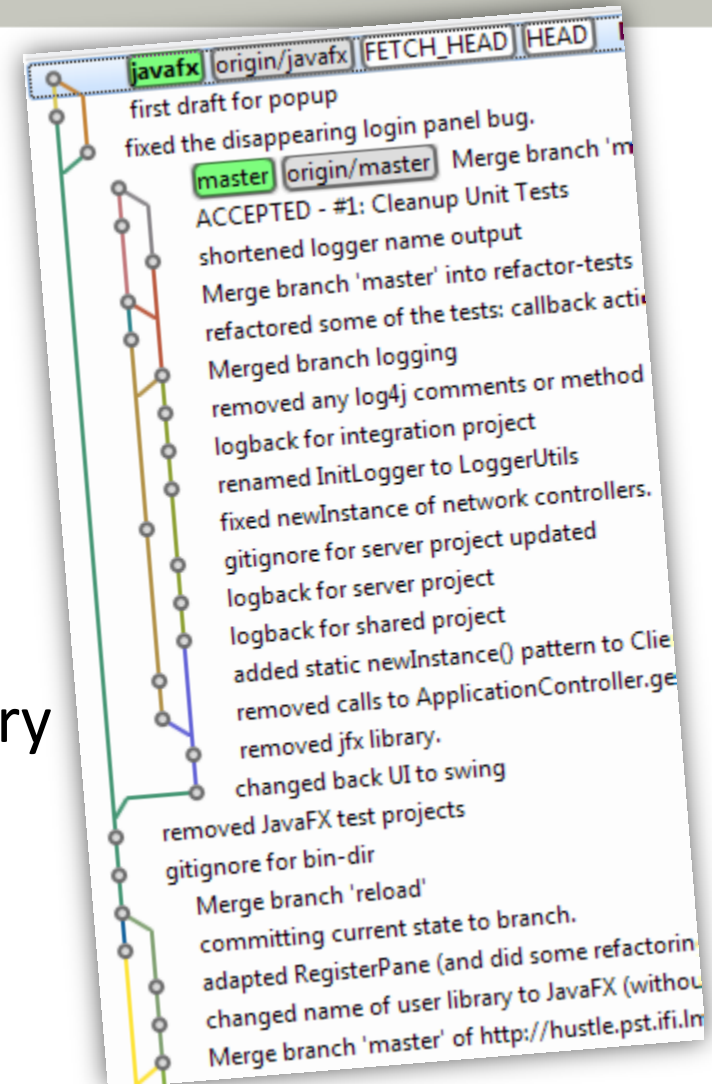 javafx origin/javafx FETCH_HEAD HEAD
first draft for popup
fixed the disappearing login panel bug.
master origin/master Merge branch 'm
ACCEPTED - #1: Cleanup Unit Tests
shortened logger name output
Merge branch 'master' into refactor-tests
refactored some of the tests: callback acti
Merged branch logging
removed any log4j comments or method
logback for integration project
renamed InitLogger to LoggerUtils
fixed newInstance of network controllers.
gitignore for server project updated
logback for server project
logback for shared project
added static newInstance() pattern to Clie
removed calls to ApplicationController.ge
removed jfx library.
changed back UI to swing
removed JavaFX test projects
gitignore for bin-dir
Merge branch 'reload'
committing current state to branch.
adapted RegisterPane (and did some refactorin
changed name of user library to JavaFX (withou
Merge branch 'master' of http://hustle.pst.ifi.lm
ry